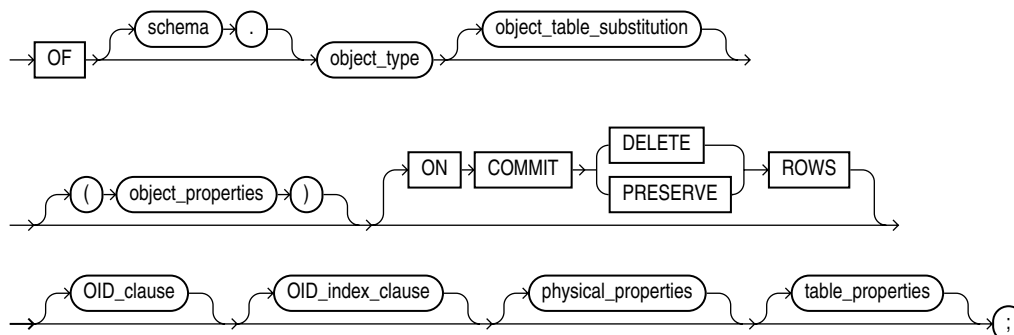 OF schema . object_type object_table_substitution
( object_properties ) ON COMMIT DELETE PRESERVE ROWS
OID_clause OID_index_clause physical_properties table_properties ;